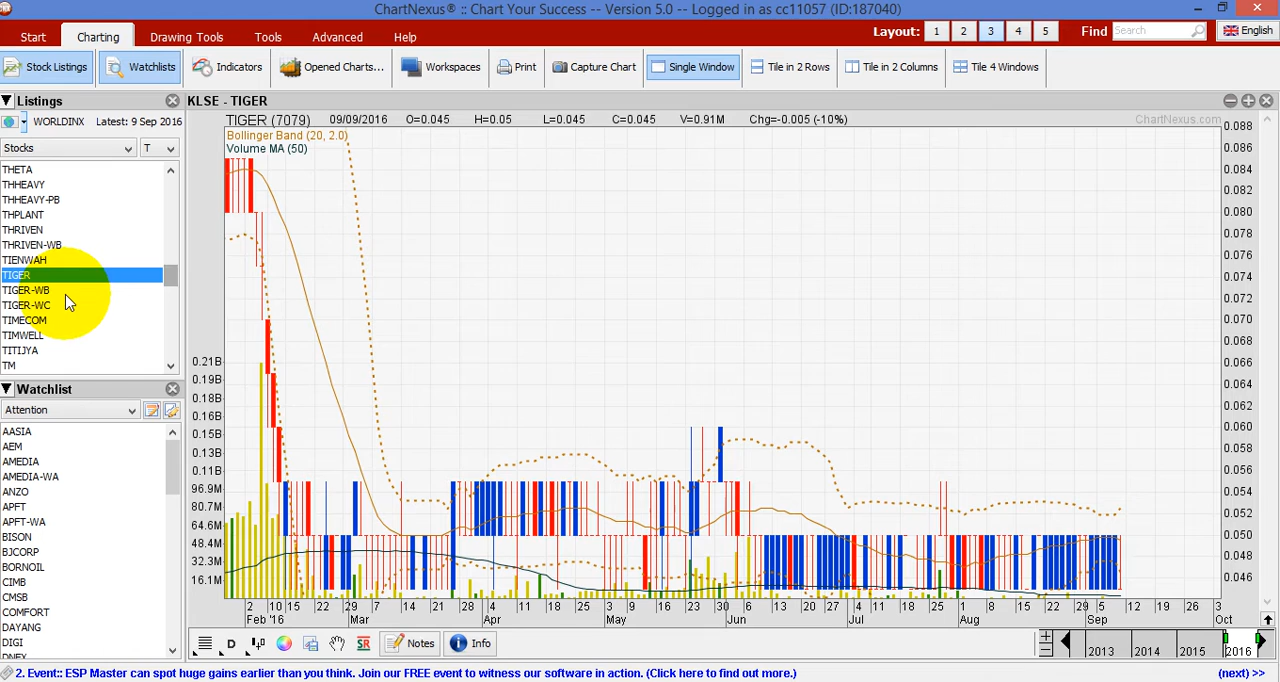 ChartNexus® :: Chart Your Success -- Version 5.0 -- Logged in as cc11057 (ID:187040)
Start Charting Drawing Tools Tools Advanced Help Layout: 1 2 3 4 5 Find Search English
Stock Listings Watchlists Indicators Opened Charts... Workspaces Print Capture Chart Single Window Tile in 2 Rows Tile in 2 Columns Tile 4 Windows
Listings
WORLDINX Latest: 9 Sep 2016
Stocks T
THETA
THHEAVY
THHEAVY-PB
THPLANT
THRIVEN
THRIVEN-WB
TIENWAH
TIGER
TIGER-WB
TIGER-WC
TIMECOM
TIMWELL
TITIJYA
TM
Watchlist
Attention
AASIA
AEM
AMEDIA
AMEDIA-WA
ANZO
APFT
APFT-WA
BISON
BJCORP
BORNOIL
CIMB
CMSB
COMFORT
DAYANG
DIGI
KLSE - TIGER
TIGER (7079) 09/09/2016 O=0.045 H=0.05 L=0.045 C=0.045 V=0.91M Chg=-0.005 (-10%) ChartNexus.com
Bollinger Band (20, 2.0)
Volume MA (50)
0.088
0.086
0.084
0.082
0.080
0.078
0.076
0.074
0.072
0.070
0.068
0.066
0.064
0.062
0.060
0.058
0.056
0.054
0.052
0.050
0.048
0.046
0.21B
0.19B
0.18B
0.16B
0.15B
0.13B
0.11B
96.9M
80.7M
64.6M
48.4M
32.3M
16.1M
2 10 15 22 29 7 14 21 28 4 11 18 25 3 9 16 23 30 6 13 20 27 4 11 18 25 1 8 15 22 29 5 12 19 26 3
Feb '16 Mar Apr May Jun Jul Aug Sep Oct
D SR Notes Info 2013 2014 2015 2016
2. Event:: ESP Master can spot huge gains earlier than you think. Join our FREE event to witness our software in action. (Click here to find out more.) (next) >>